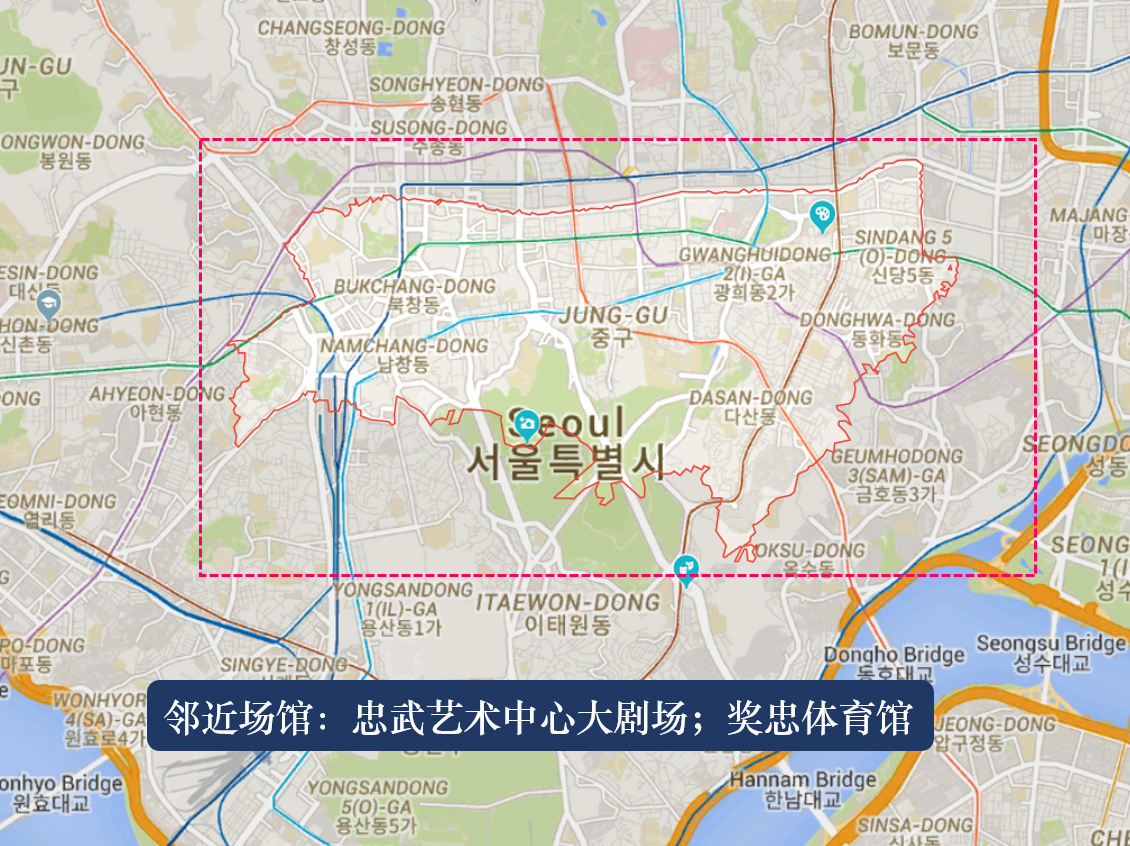 CHANGSEONG-DONG
창성동
BOMUN-DONG
보문동
UN-GU
구
SONGHYEON-DONG
송현동
SUSONG-DONG
수송동
ONGWON-DONG
봉원동
MAJANG
마장
SINDANG 5
(O)-DONG
신당5동
GWANGHUIDONG
2(I)-GA
광희동2가
ESIN-DONG
대신동
BUKCHANG-DONG
북창동
HON-DONG
신촌동
JUNG-GU
중구
DONGHWA-DONG
동화동
NAMCHANG-DONG
남창동
AHYEON-DONG
아현동
ONG
DASAN-DONG
다산동
Seoul
서울특별시
SEONGDO
성동
GEUMHODONG
3(SAM)-GA
금호동3가
EOMNI-DONG
염리동
OKSU-DONG
옥수동
SEONG
1(I
성수
YONGSANDONG
1(IL)-GA
용산동1가
ITAEWON-DONG
이태원동
PO-DONG
마포동
SINGYE-DONG
Dongho Bridge
동호대교
Seongsu Bridge
성수대교
WONHYOR
4(SA)-GA
원효로4가
邻近场馆：忠武艺术中心大剧场；奖忠体育馆
JEONG-DONG
압구정동
onhyo Bridge
원효대교
Hannam Bridge
한남대교
YONGSANDONG
5(O)-GA
용산동5가
SINSA-DONG
신사동
CHE